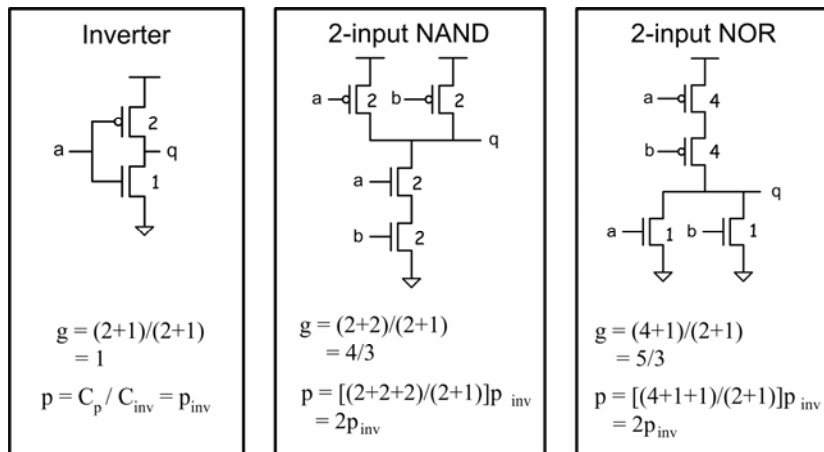 Inverter
a
2
q
1
g = (2+1)/(2+1)
= 1
p = C_p / C_inv = p_inv
2-input NAND
a
2
b
2
q
a
2
b
2
g = (2+2)/(2+1)
= 4/3
p = [(2+2+2)/(2+1)]p_inv
= 2p_inv
2-input NOR
a
4
b
4
q
a
1
b
1
g = (4+1)/(2+1)
= 5/3
p = [(4+1+1)/(2+1)]p_inv
= 2p_inv